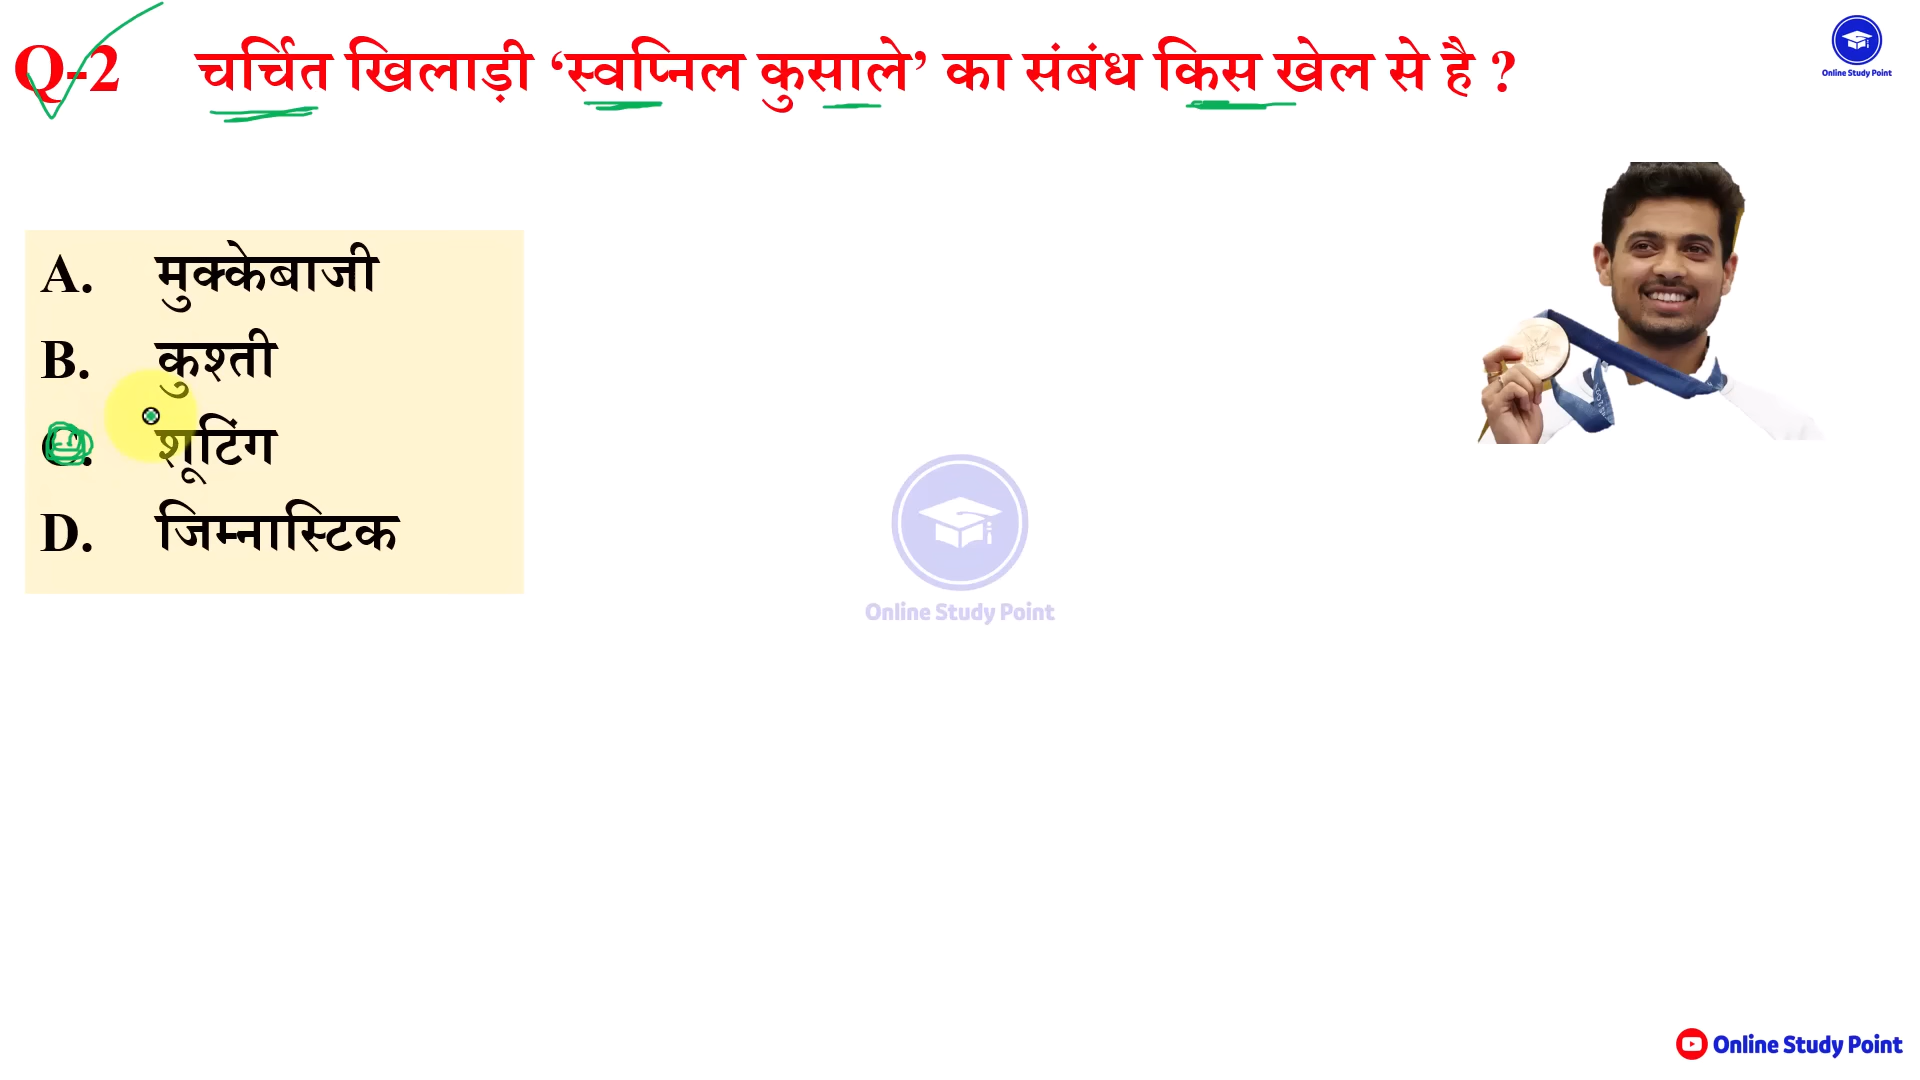 Q-2 चर्चित खिलाड़ी ‘स्वप्निल कुसाले’ का संबंध किस खेल से है ?
Online Study Point
A. मुक्केबाजी
B. कुश्ती
C. शूटिंग
D. जिम्नास्टिक
Online Study Point
Online Study Point